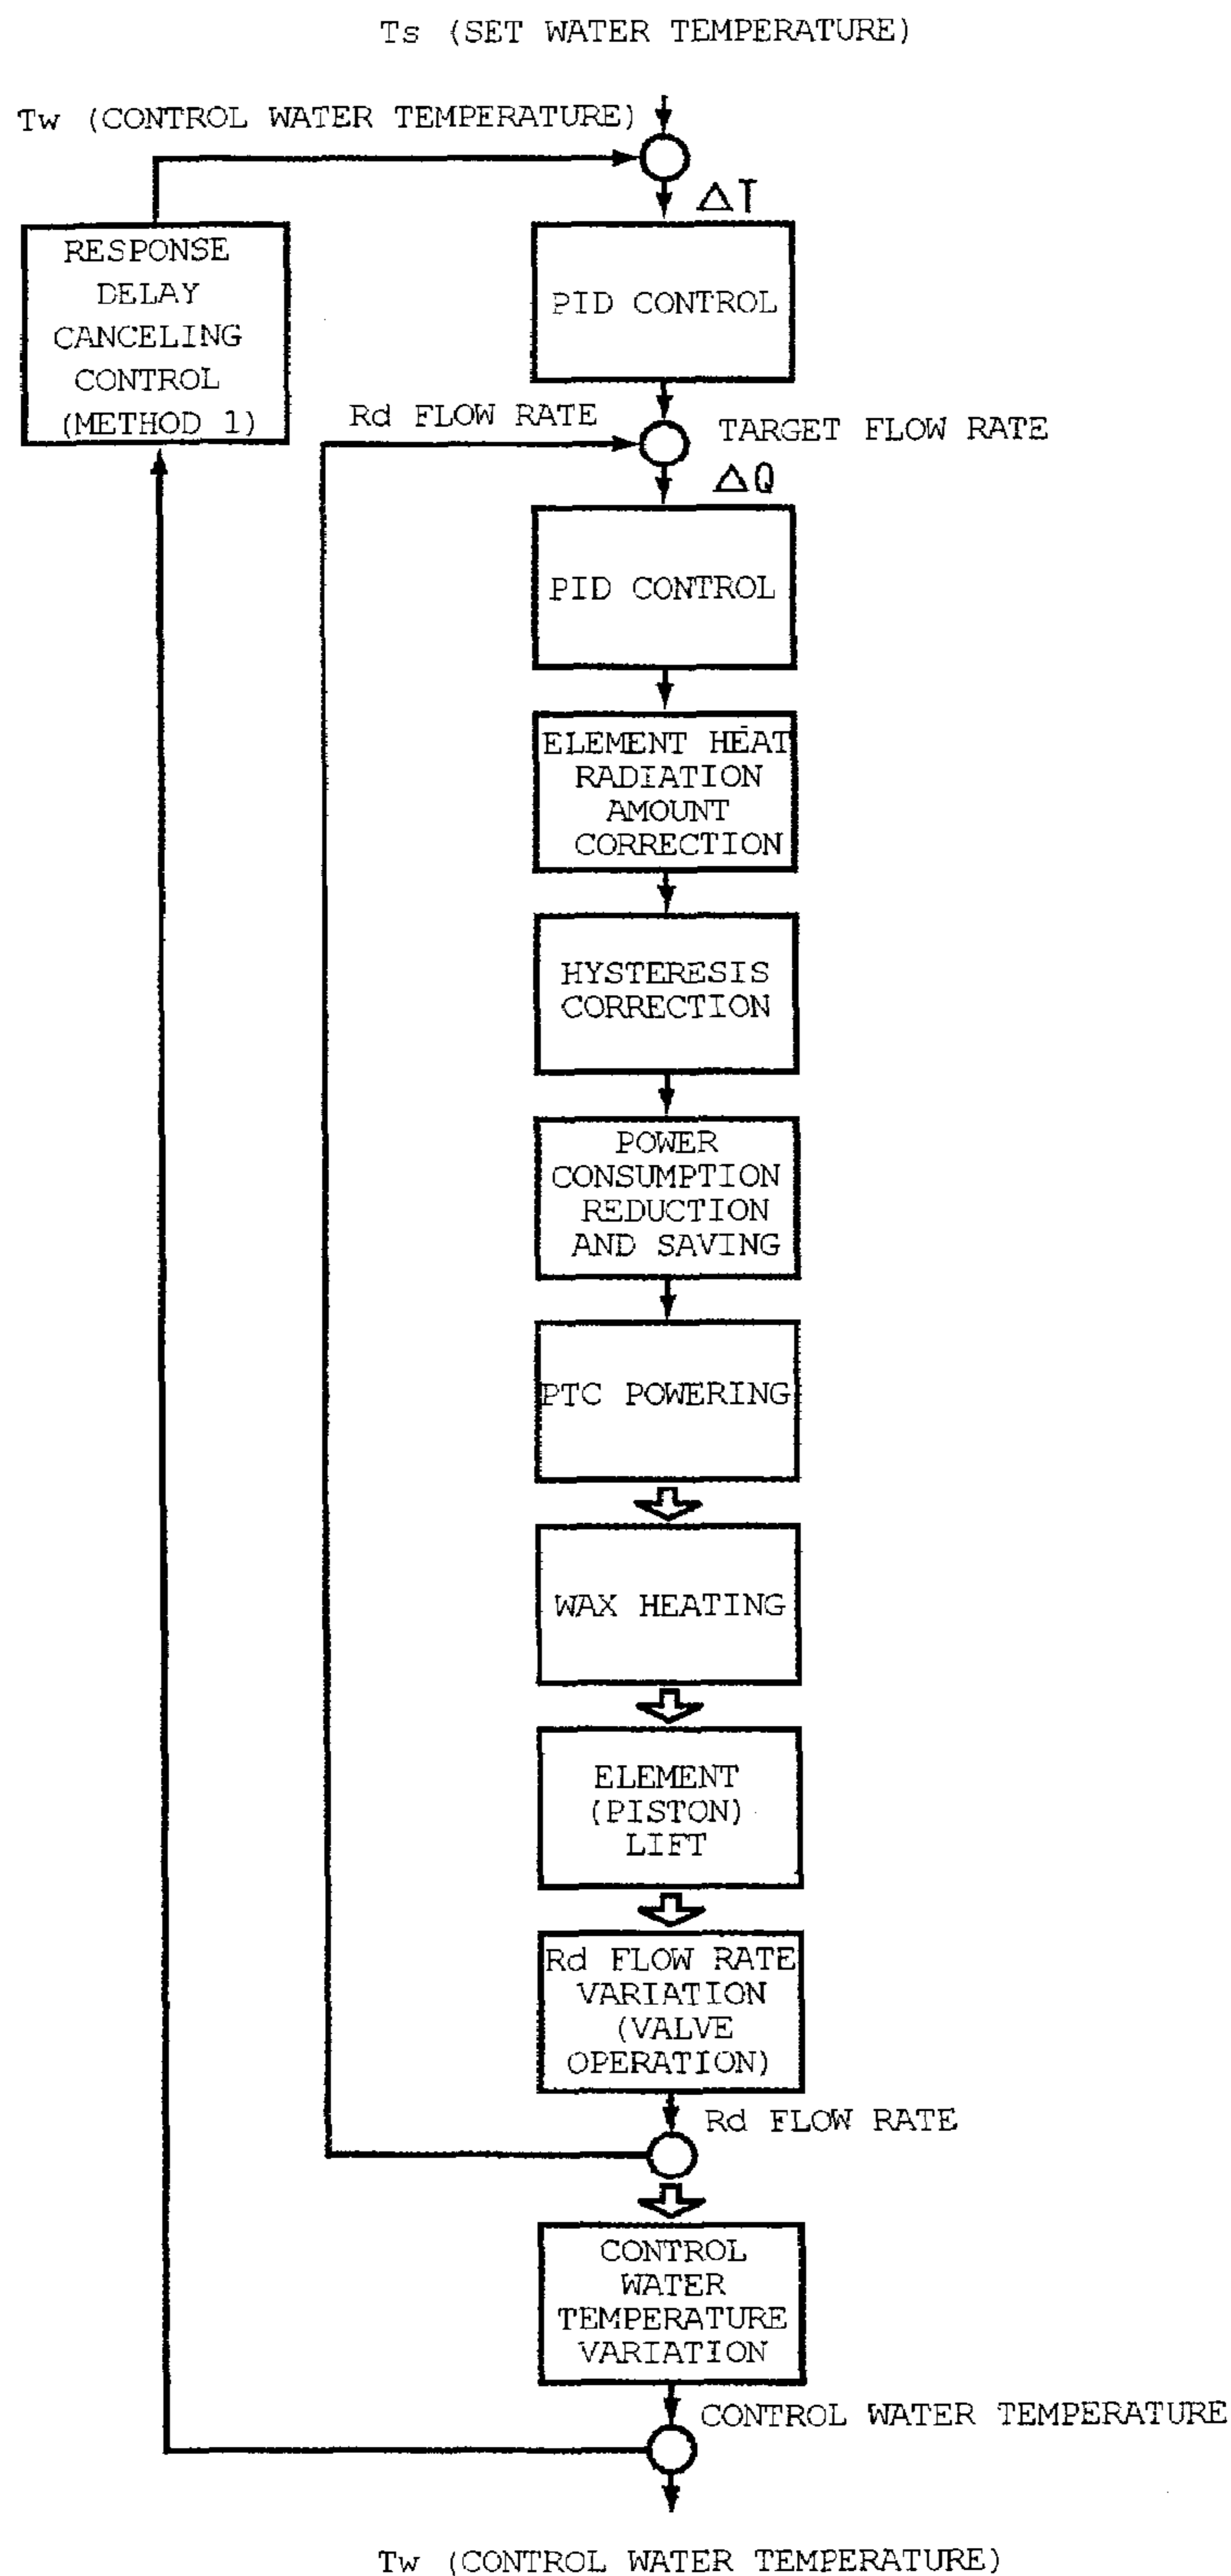 Ts (SET WATER TEMPERATURE)
Tw (CONTROL WATER TEMPERATURE)
ΔT
RESPONSE
DELAY
CANCELING
CONTROL
(METHOD 1)
PID CONTROL
Rd FLOW RATE
TARGET FLOW RATE
ΔQ
PID CONTROL
ELEMENT HEAT
RADIATION
AMOUNT
CORRECTION
HYSTERESIS
CORRECTION
POWER
CONSUMPTION
REDUCTION
AND SAVING
PTC POWERING
WAX HEATING
ELEMENT
(PISTON)
LIFT
Rd FLOW RATE
VARIATION
(VALVE
OPERATION)
Rd FLOW RATE
CONTROL
WATER
TEMPERATURE
VARIATION
CONTROL WATER TEMPERATURE
Tw (CONTROL WATER TEMPERATURE)